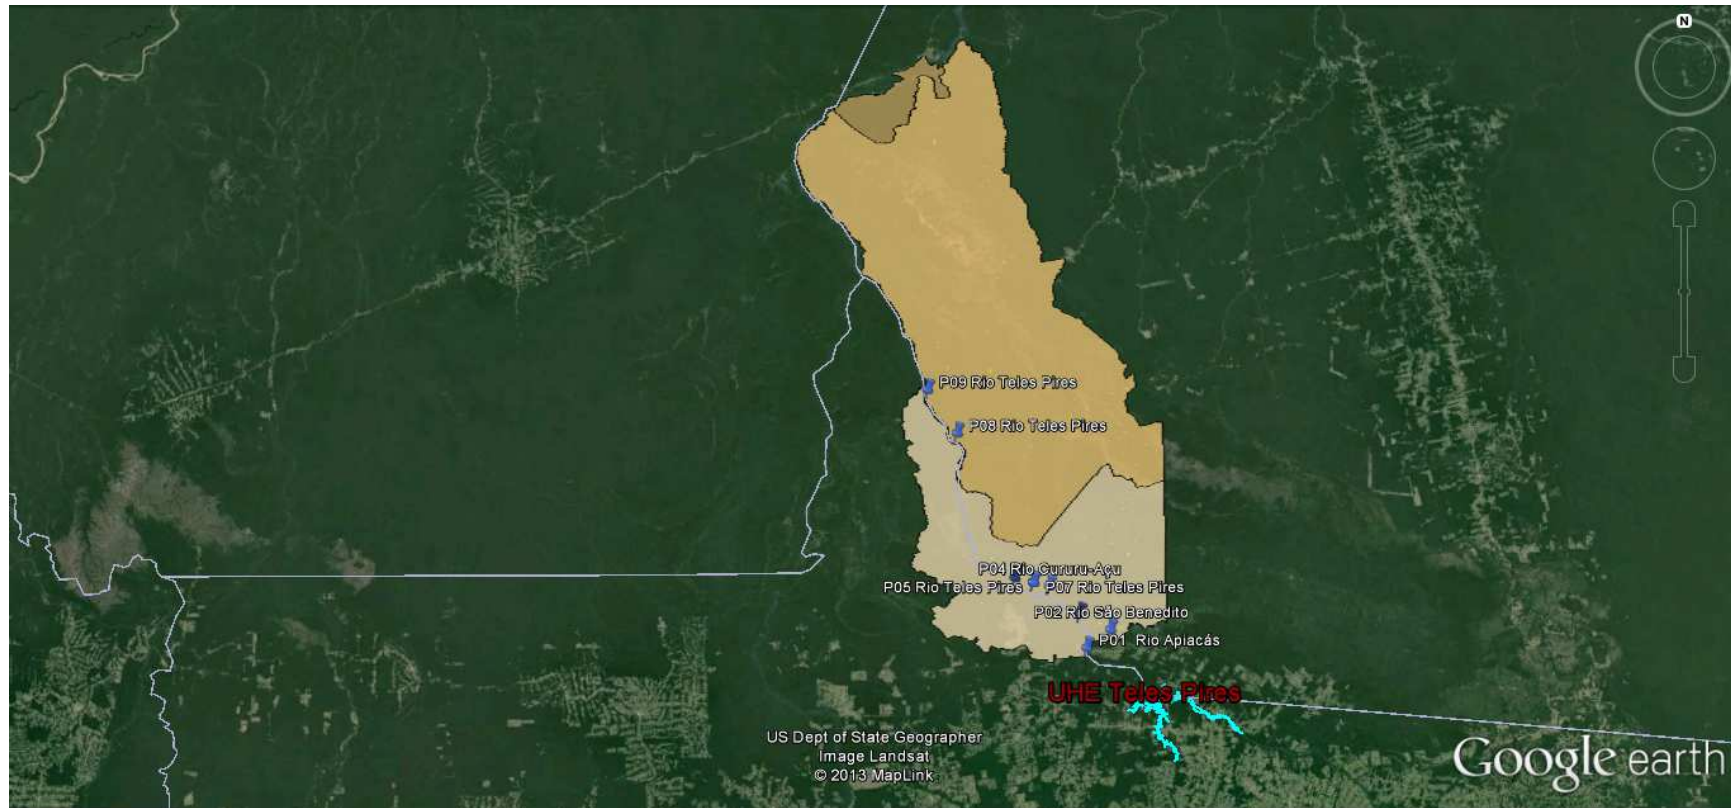 N
P09 Rio Teles Pires
P08 Rio Teles Pires
P04 Rio Cururu-Açu
P05 Rio Teles Pires
P07 Rio Teles Pires
P02 Rio São Benedito
P01 Rio Apiacás
UHE Teles Pires
US Dept of State Geographer
Image Landsat
© 2013 MapLink
Google earth